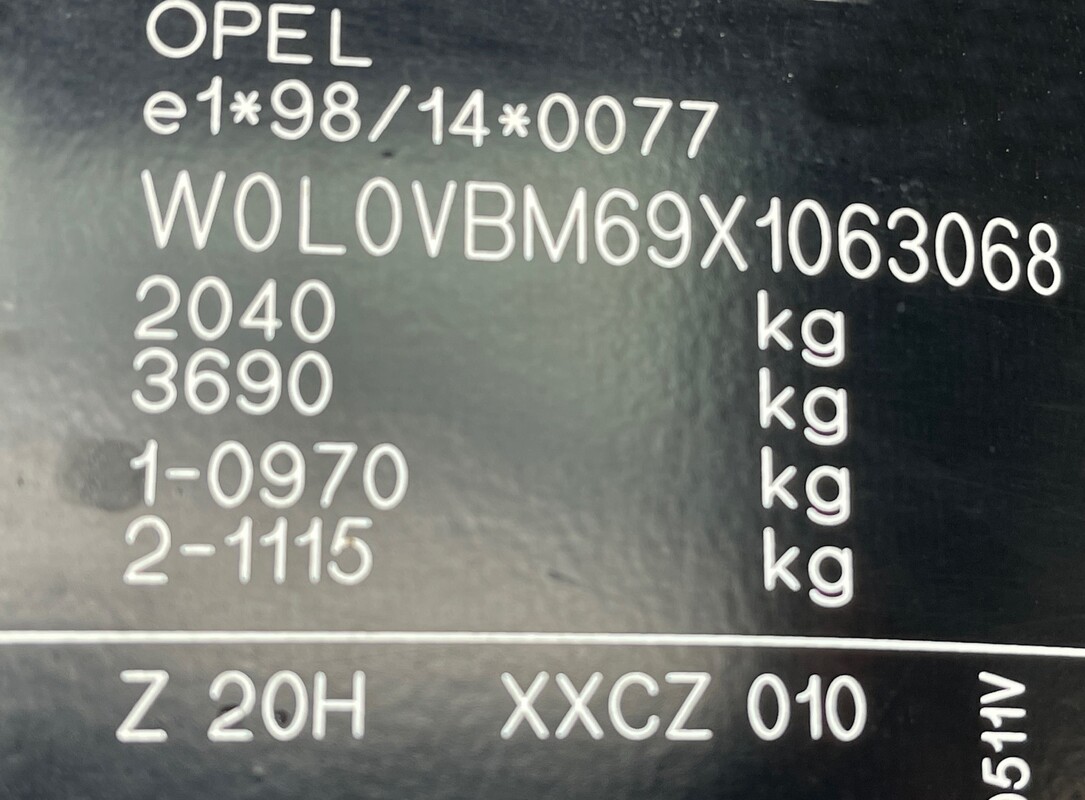 OPEL
e1*98/14*0077
W0L0VBM69X1063068
2040 kg
3690 kg
1-0970 kg
2-1115 kg
Z 20H XXCZ 010